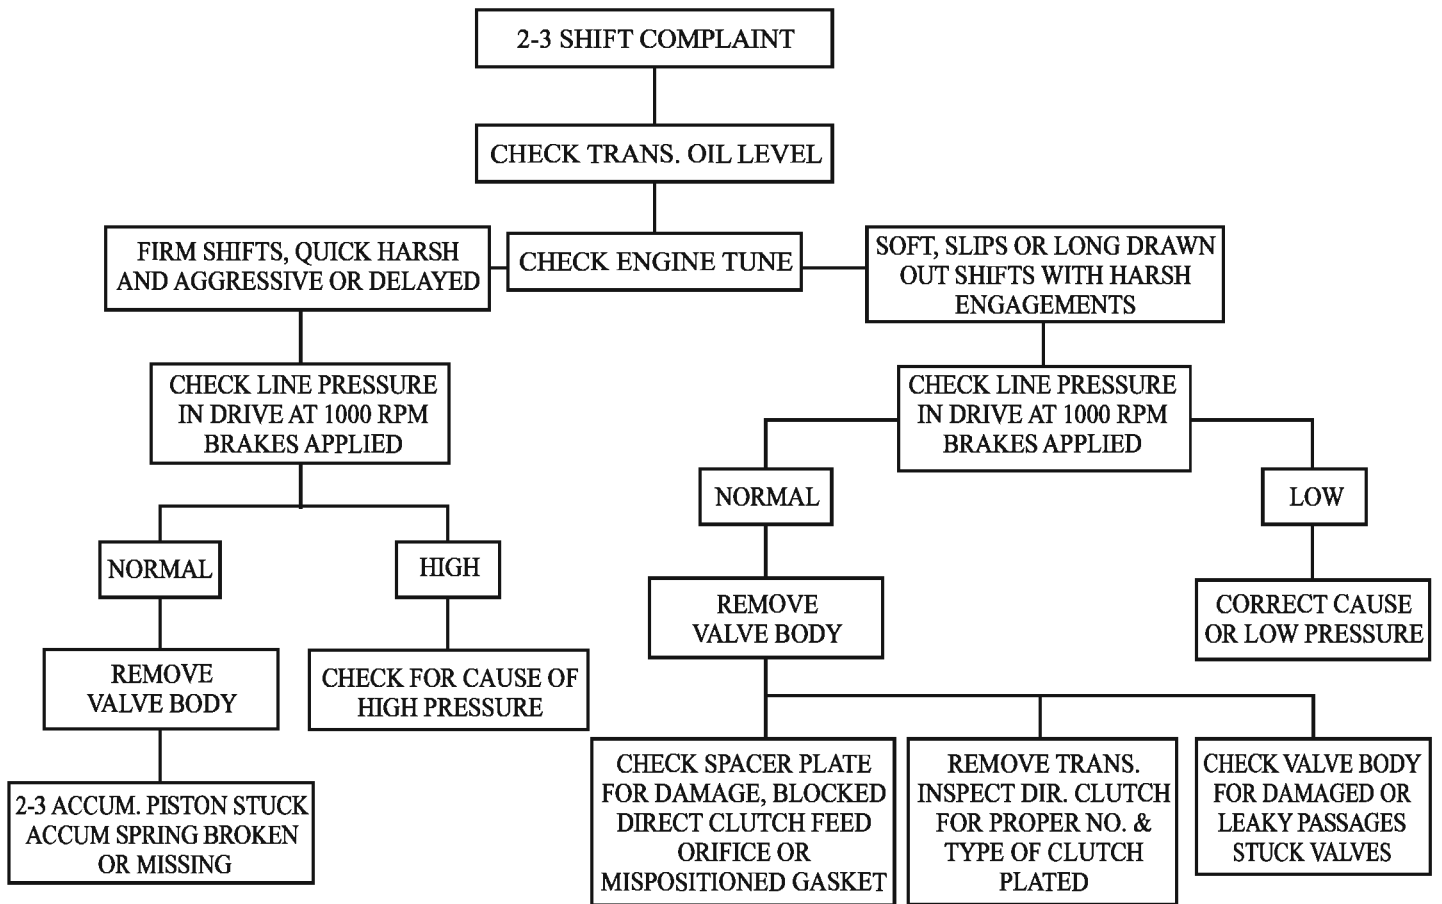 2-3 SHIFT COMPLAINT
CHECK TRANS. OIL LEVEL
FIRM SHIFTS, QUICK HARSH
AND AGGRESSIVE OR DELAYED
CHECK ENGINE TUNE
SOFT, SLIPS OR LONG DRAWN
OUT SHIFTS WITH HARSH
ENGAGEMENTS
CHECK LINE PRESSURE
IN DRIVE AT 1000 RPM
BRAKES APPLIED
CHECK LINE PRESSURE
IN DRIVE AT 1000 RPM
BRAKES APPLIED
NORMAL
HIGH
NORMAL
LOW
REMOVE
VALVE BODY
CHECK FOR CAUSE OF
HIGH PRESSURE
REMOVE
VALVE BODY
CORRECT CAUSE
OR LOW PRESSURE
2-3 ACCUM. PISTON STUCK
ACCUM SPRING BROKEN
OR MISSING
CHECK SPACER PLATE
FOR DAMAGE, BLOCKED
DIRECT CLUTCH FEED
ORIFICE OR
MISPOSITIONED GASKET
REMOVE TRANS.
INSPECT DIR. CLUTCH
FOR PROPER NO. &
TYPE OF CLUTCH
PLATED
CHECK VALVE BODY
FOR DAMAGED OR
LEAKY PASSAGES
STUCK VALVES